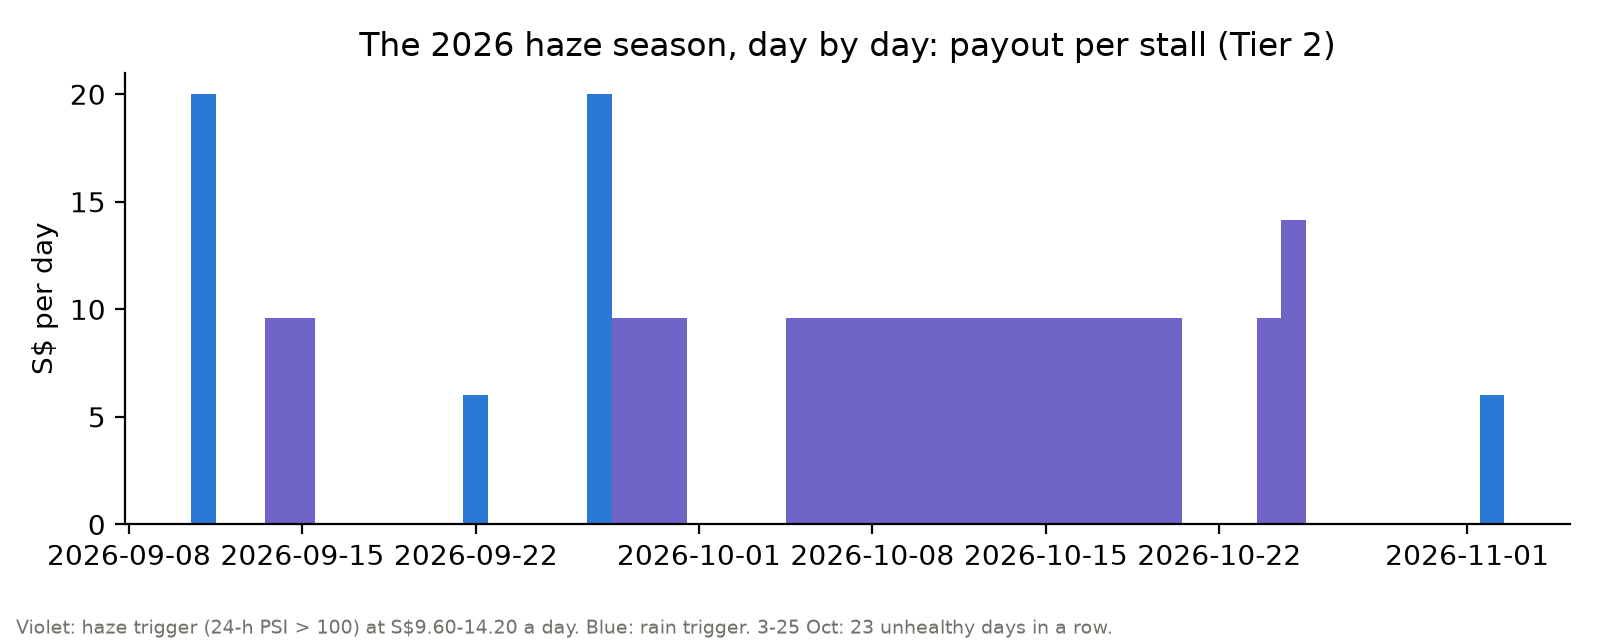 The 2026 haze season, day by day: payout per stall (Tier 2)
S$ per day
20
15
10
5
0
2026-09-08 2026-09-15 2026-09-22 2026-10-01 2026-10-08 2026-10-15 2026-10-22 2026-11-01
Violet: haze trigger (24-h PSI > 100) at S$9.60-14.20 a day. Blue: rain trigger. 3-25 Oct: 23 unhealthy days in a row.